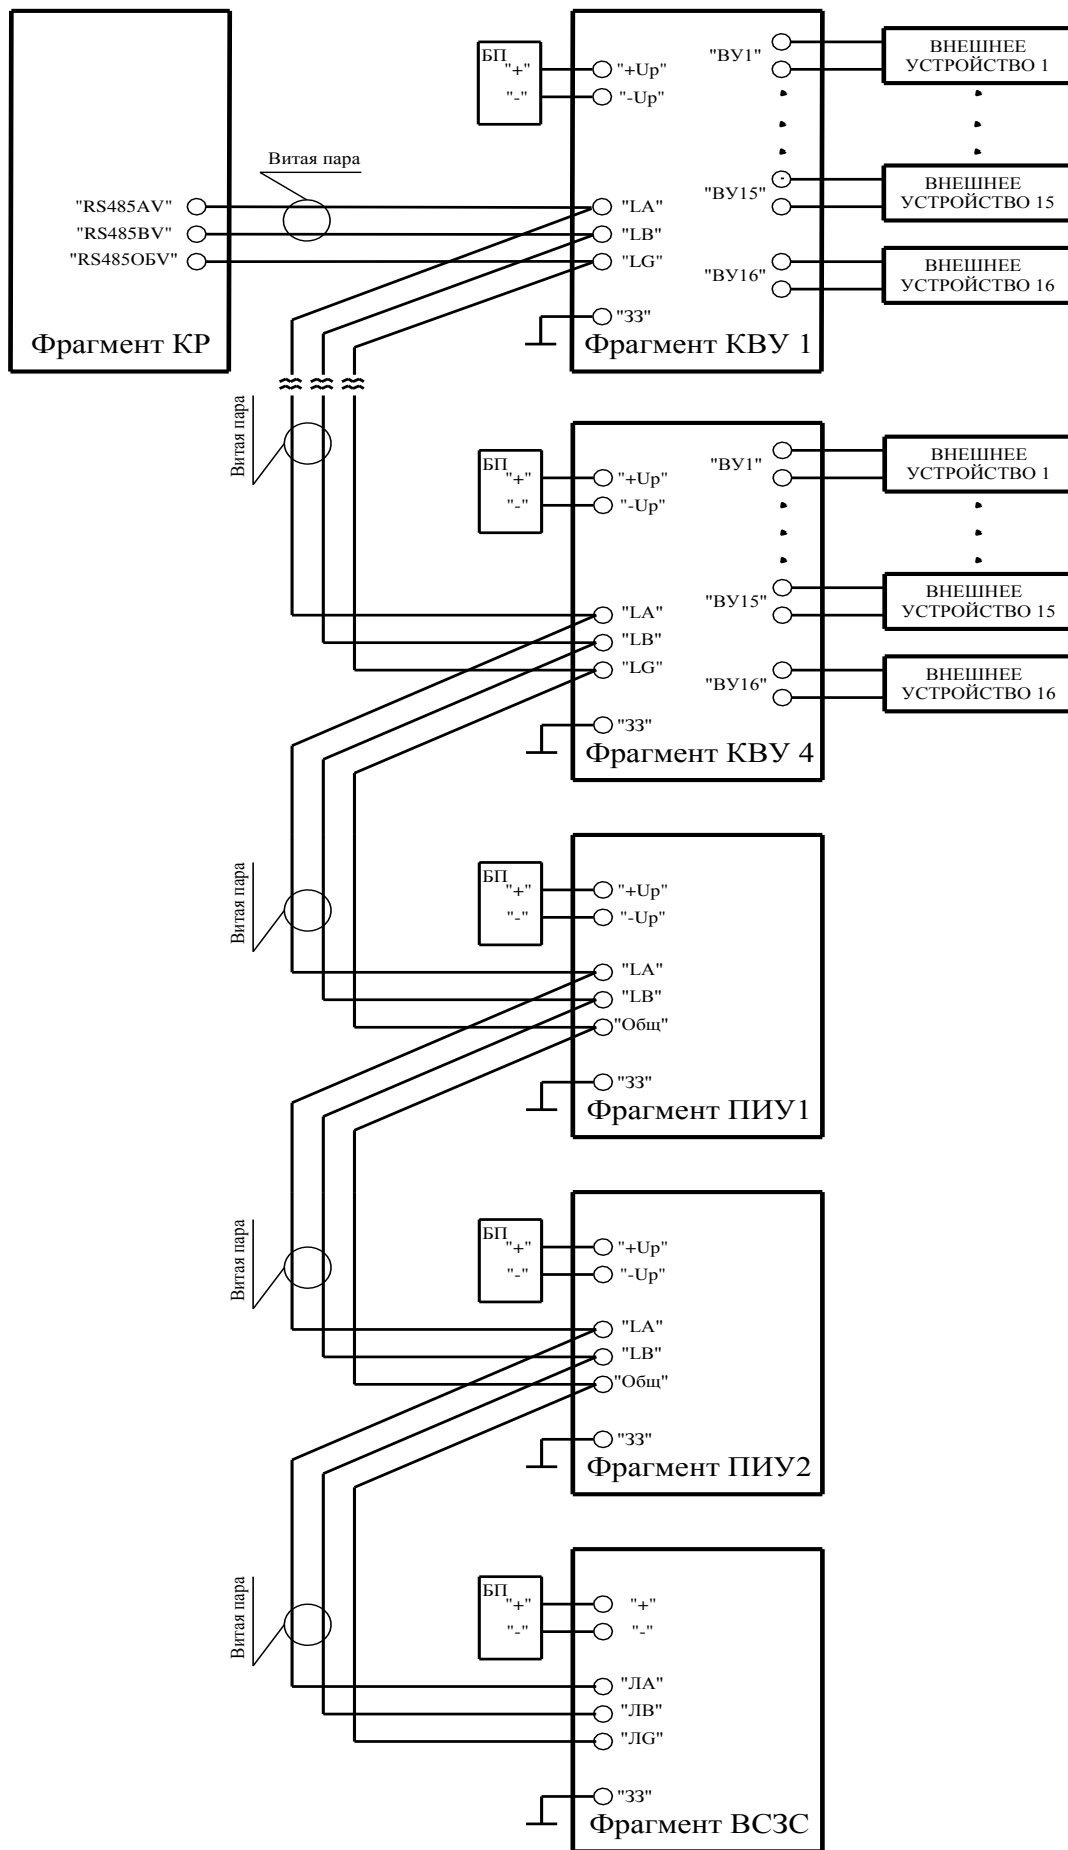 БП
"+"
"-"
"+Up"
"-Up"
"ВУ1"
ВНЕШНЕЕ
УСТРОЙСТВО 1
Витая пара
"RS485AV"
"RS485BV"
"RS485ОБV"
"LA"
"LB"
"LG"
"ВУ15"
ВНЕШНЕЕ
УСТРОЙСТВО 15
"ВУ16"
ВНЕШНЕЕ
УСТРОЙСТВО 16
"ЗЗ"
Фрагмент КР
Фрагмент КВУ 1
Витая пара
БП
"+"
"-"
"+Up"
"-Up"
"ВУ1"
ВНЕШНЕЕ
УСТРОЙСТВО 1
"LA"
"LB"
"LG"
"ВУ15"
ВНЕШНЕЕ
УСТРОЙСТВО 15
"ВУ16"
ВНЕШНЕЕ
УСТРОЙСТВО 16
"ЗЗ"
Фрагмент КВУ 4
Витая пара
БП
"+"
"-"
"+Up"
"-Up"
"LA"
"LB"
"Общ"
"ЗЗ"
Фрагмент ПИУ1
Витая пара
БП
"+"
"-"
"+Up"
"-Up"
"LA"
"LB"
"Общ"
"ЗЗ"
Фрагмент ПИУ2
Витая пара
БП
"+"
"-"
"+"
"-"
"ЛА"
"ЛВ"
"ЛG"
"ЗЗ"
Фрагмент ВСЗС